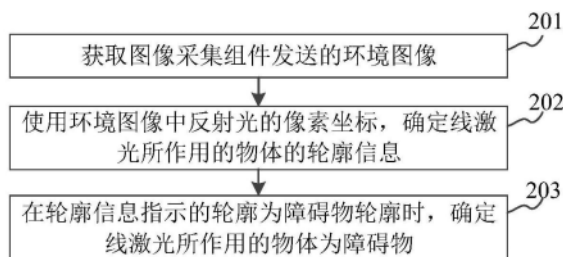 201
获取图像采集组件发送的环境图像
202
使用环境图像中反射光的像素坐标，确定线激
光所作用的物体的轮廓信息
203
在轮廓信息指示的轮廓为障碍物轮廓时，确定
线激光所作用的物体为障碍物